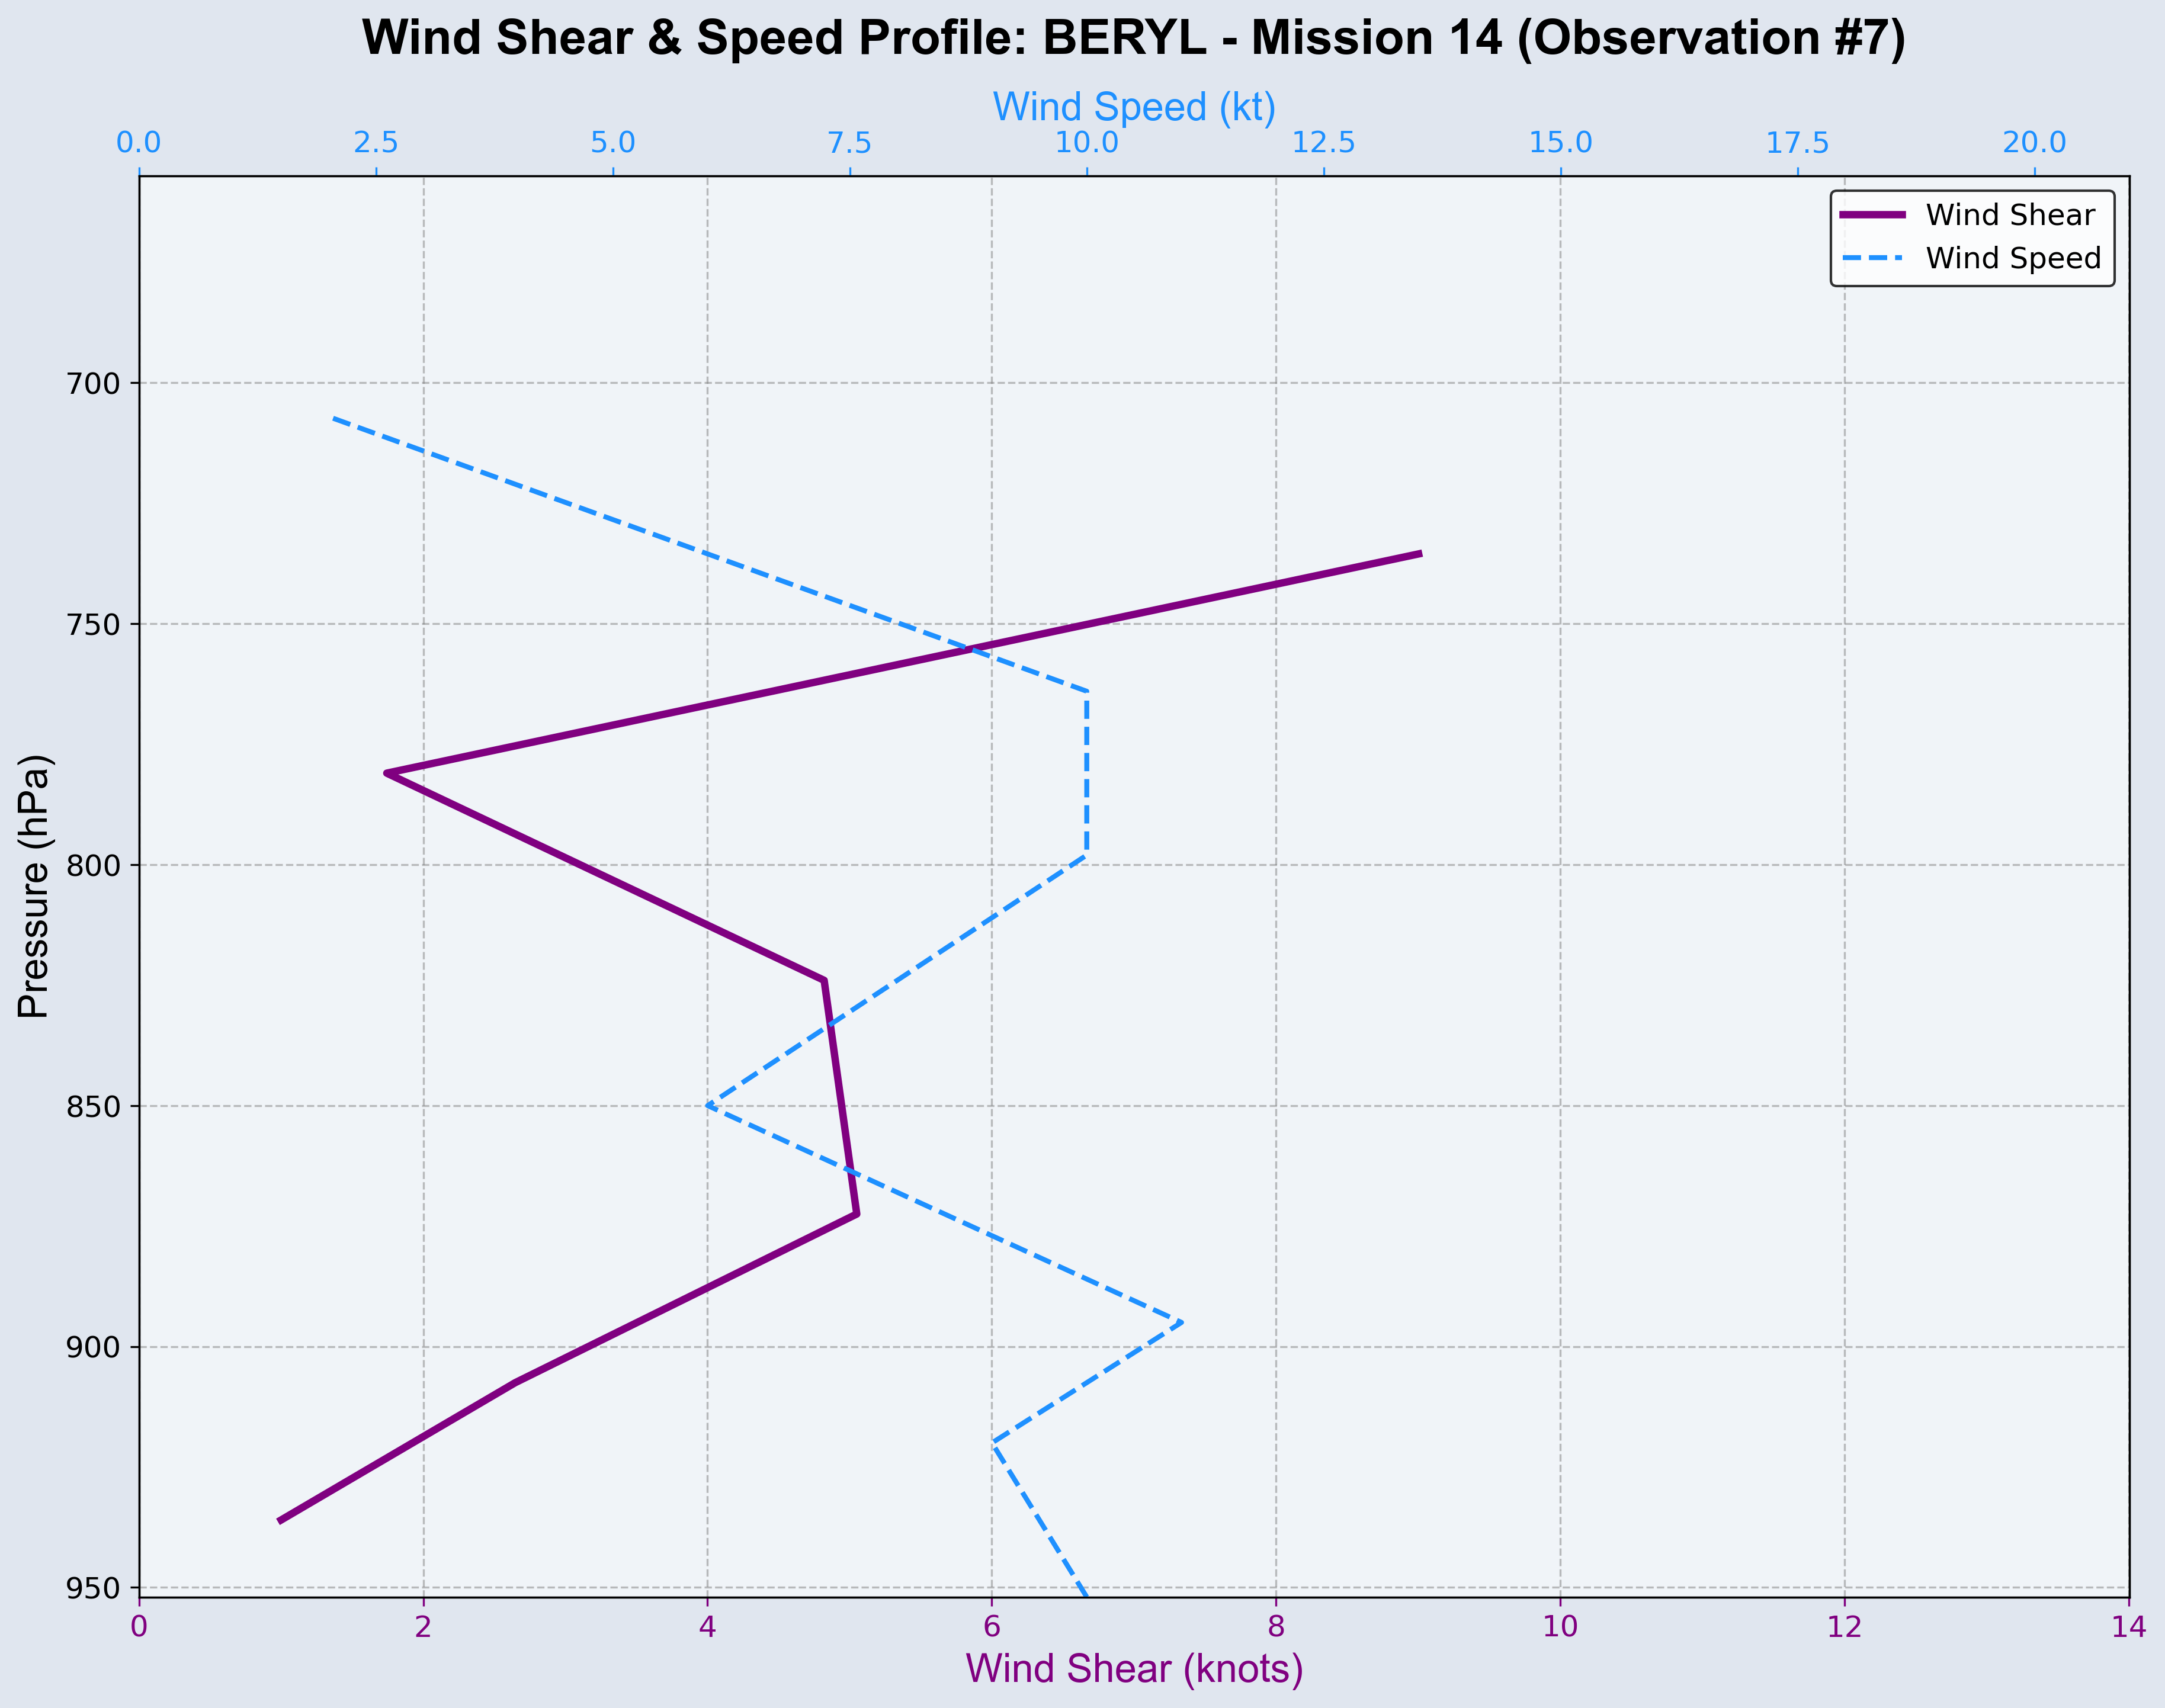 Wind Shear & Speed Profile: BERYL - Mission 14 (Observation #7)
Wind Speed (kt)
0.0 2.5 5.0 7.5 10.0 12.5 15.0 17.5 20.0
Wind Shear
Wind Speed
Pressure (hPa)
700
750
800
850
900
950
0 2 4 6 8 10 12 14
Wind Shear (knots)